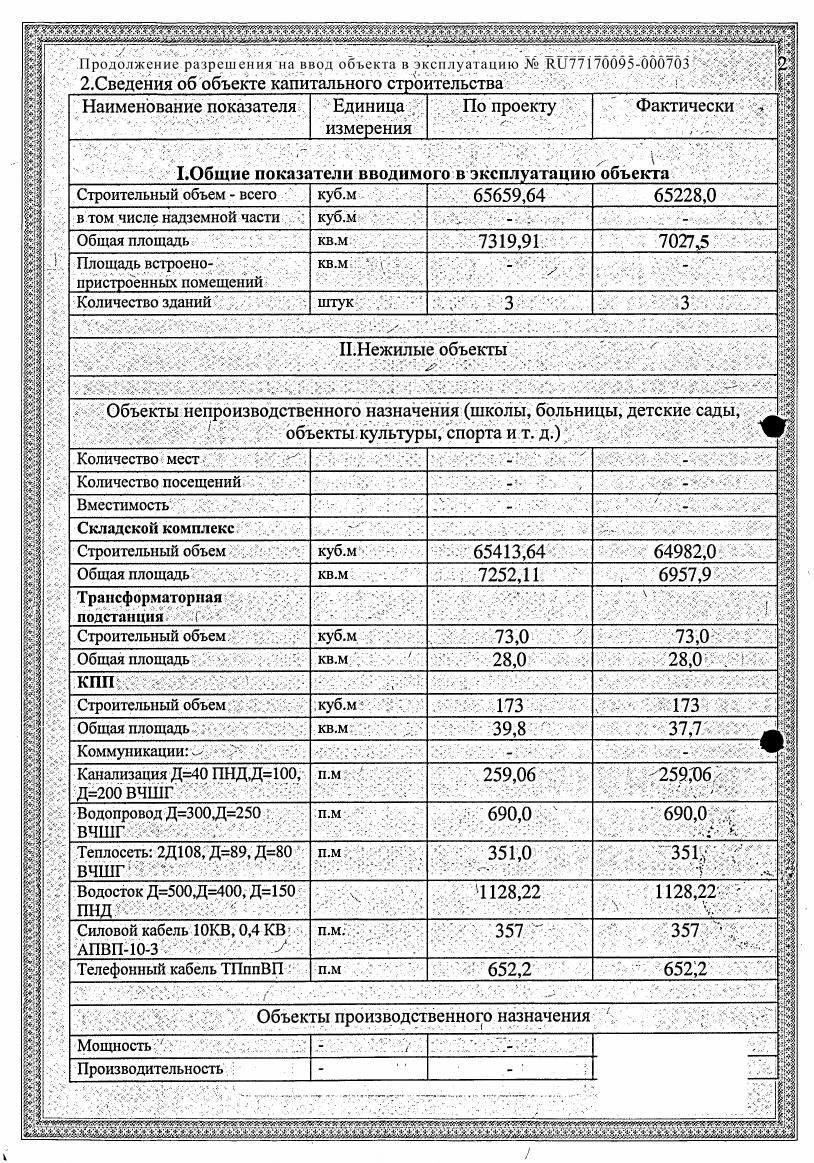 Продолжение разрешения на ввод объекта в эксплуатацию № RU77170095-000703
2
2.Сведения об объекте капитального строительства
Наименование показателя Единица По проекту Фактически
измерения
I.Общие показатели вводимого в эксплуатацию объекта
Строительный объем - всего куб.м 65659,64 65228,0
в том числе надземной части куб.м - -
Общая площадь кв.м 7319,91 7027,5
Площадь встроено- кв.м - -
пристроенных помещений
Количество зданий штук 3 3
II.Нежилые объекты
Объекты непроизводственного назначения (школы, больницы, детские сады,
объекты культуры, спорта и т. д.)
Количество мест - -
Количество посещений - -
Вместимость - -
Складской комплекс
Строительный объем куб.м 65413,64 64982,0
Общая площадь кв.м 7252,11 6957,9
Трансформаторная
подстанция
Строительный объем куб.м 73,0 73,0
Общая площадь кв.м 28,0 28,0
КПП
Строительный объем куб.м 173 173
Общая площадь кв.м 39,8 37,7
Коммуникации: - -
Канализация Д=40 ПНД,Д=100, п.м 259,06 259,06
Д=200 ВЧШГ
Водопровод Д=300,Д=250 п.м 690,0 690,0
ВЧШГ
Теплосеть: 2Д108, Д=89, Д=80 п.м 351,0 351
ВЧШГ
Водосток Д=500,Д=400, Д=150 1128,22 1128,22
ПНД
Силовой кабель 10КВ, 0,4 КВ п.м. 357 357
АПВП-10-3
Телефонный кабель ТПппВП п.м 652,2 652,2
Объекты производственного назначения
Мощность - -
Производительность - -